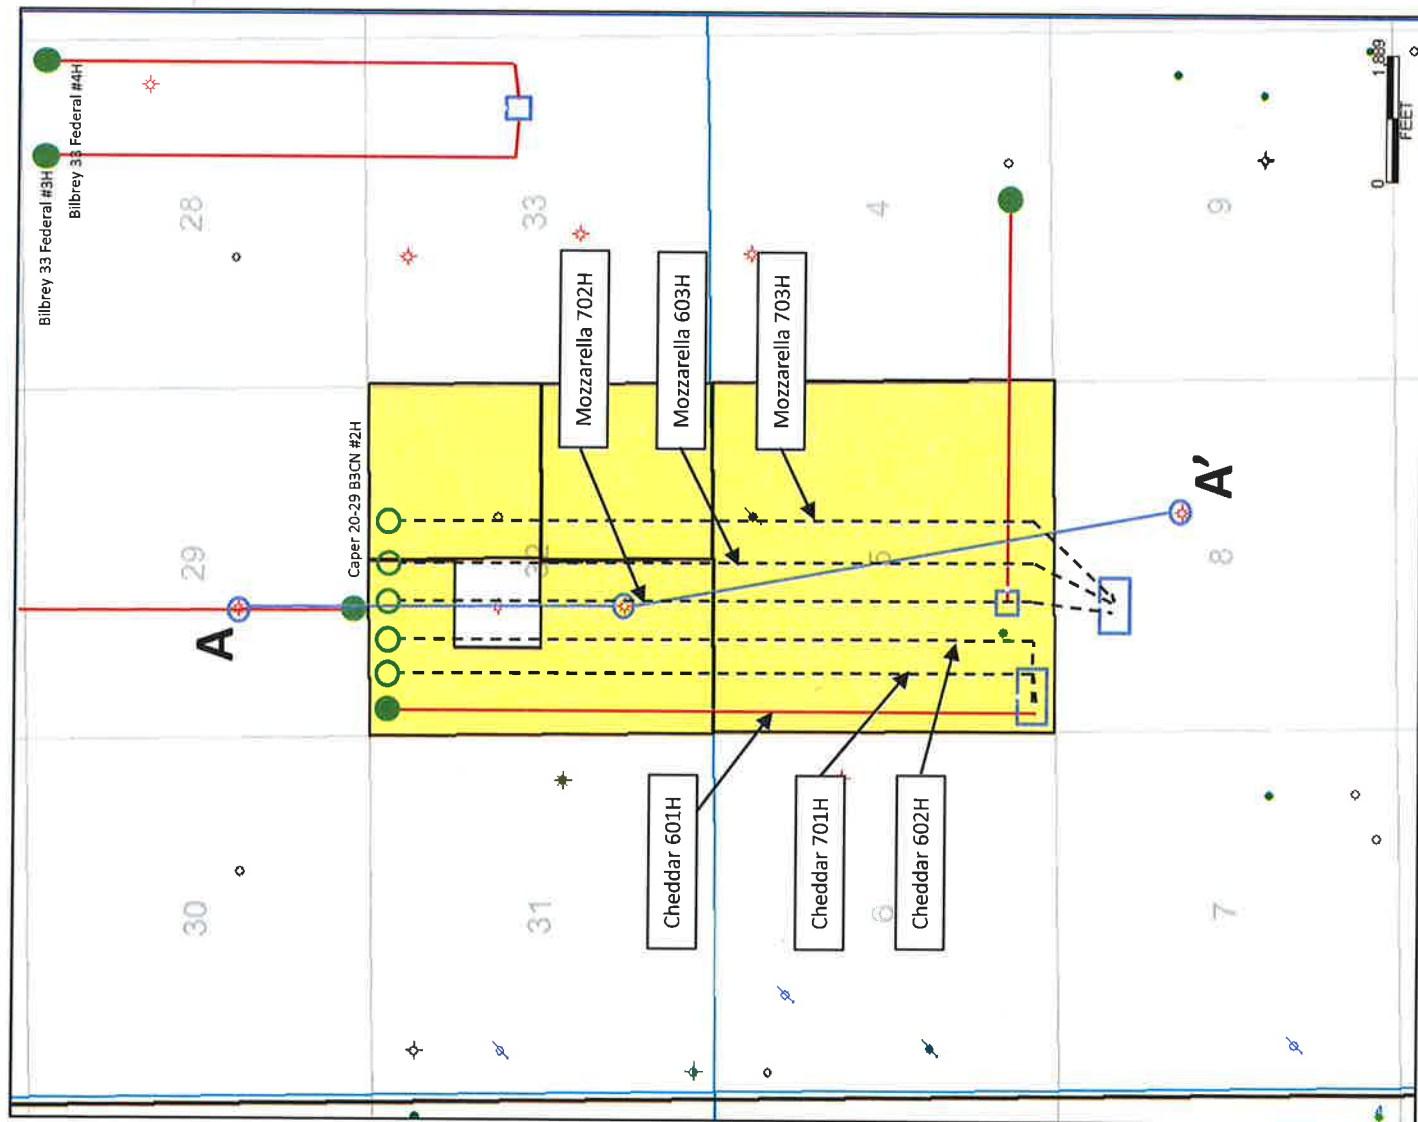 Bilbrey 33 Federal #3H
Bilbrey 33 Federal #4H
28
33
4
9
0
1,889
FEET
Caper 20-29 B3CN #2H
Mozzarella 702H
Mozzarella 603H
Mozzarella 703H
A
29
32
5
8
A'
Cheddar 601H
Cheddar 701H
Cheddar 602H
30
31
6
7